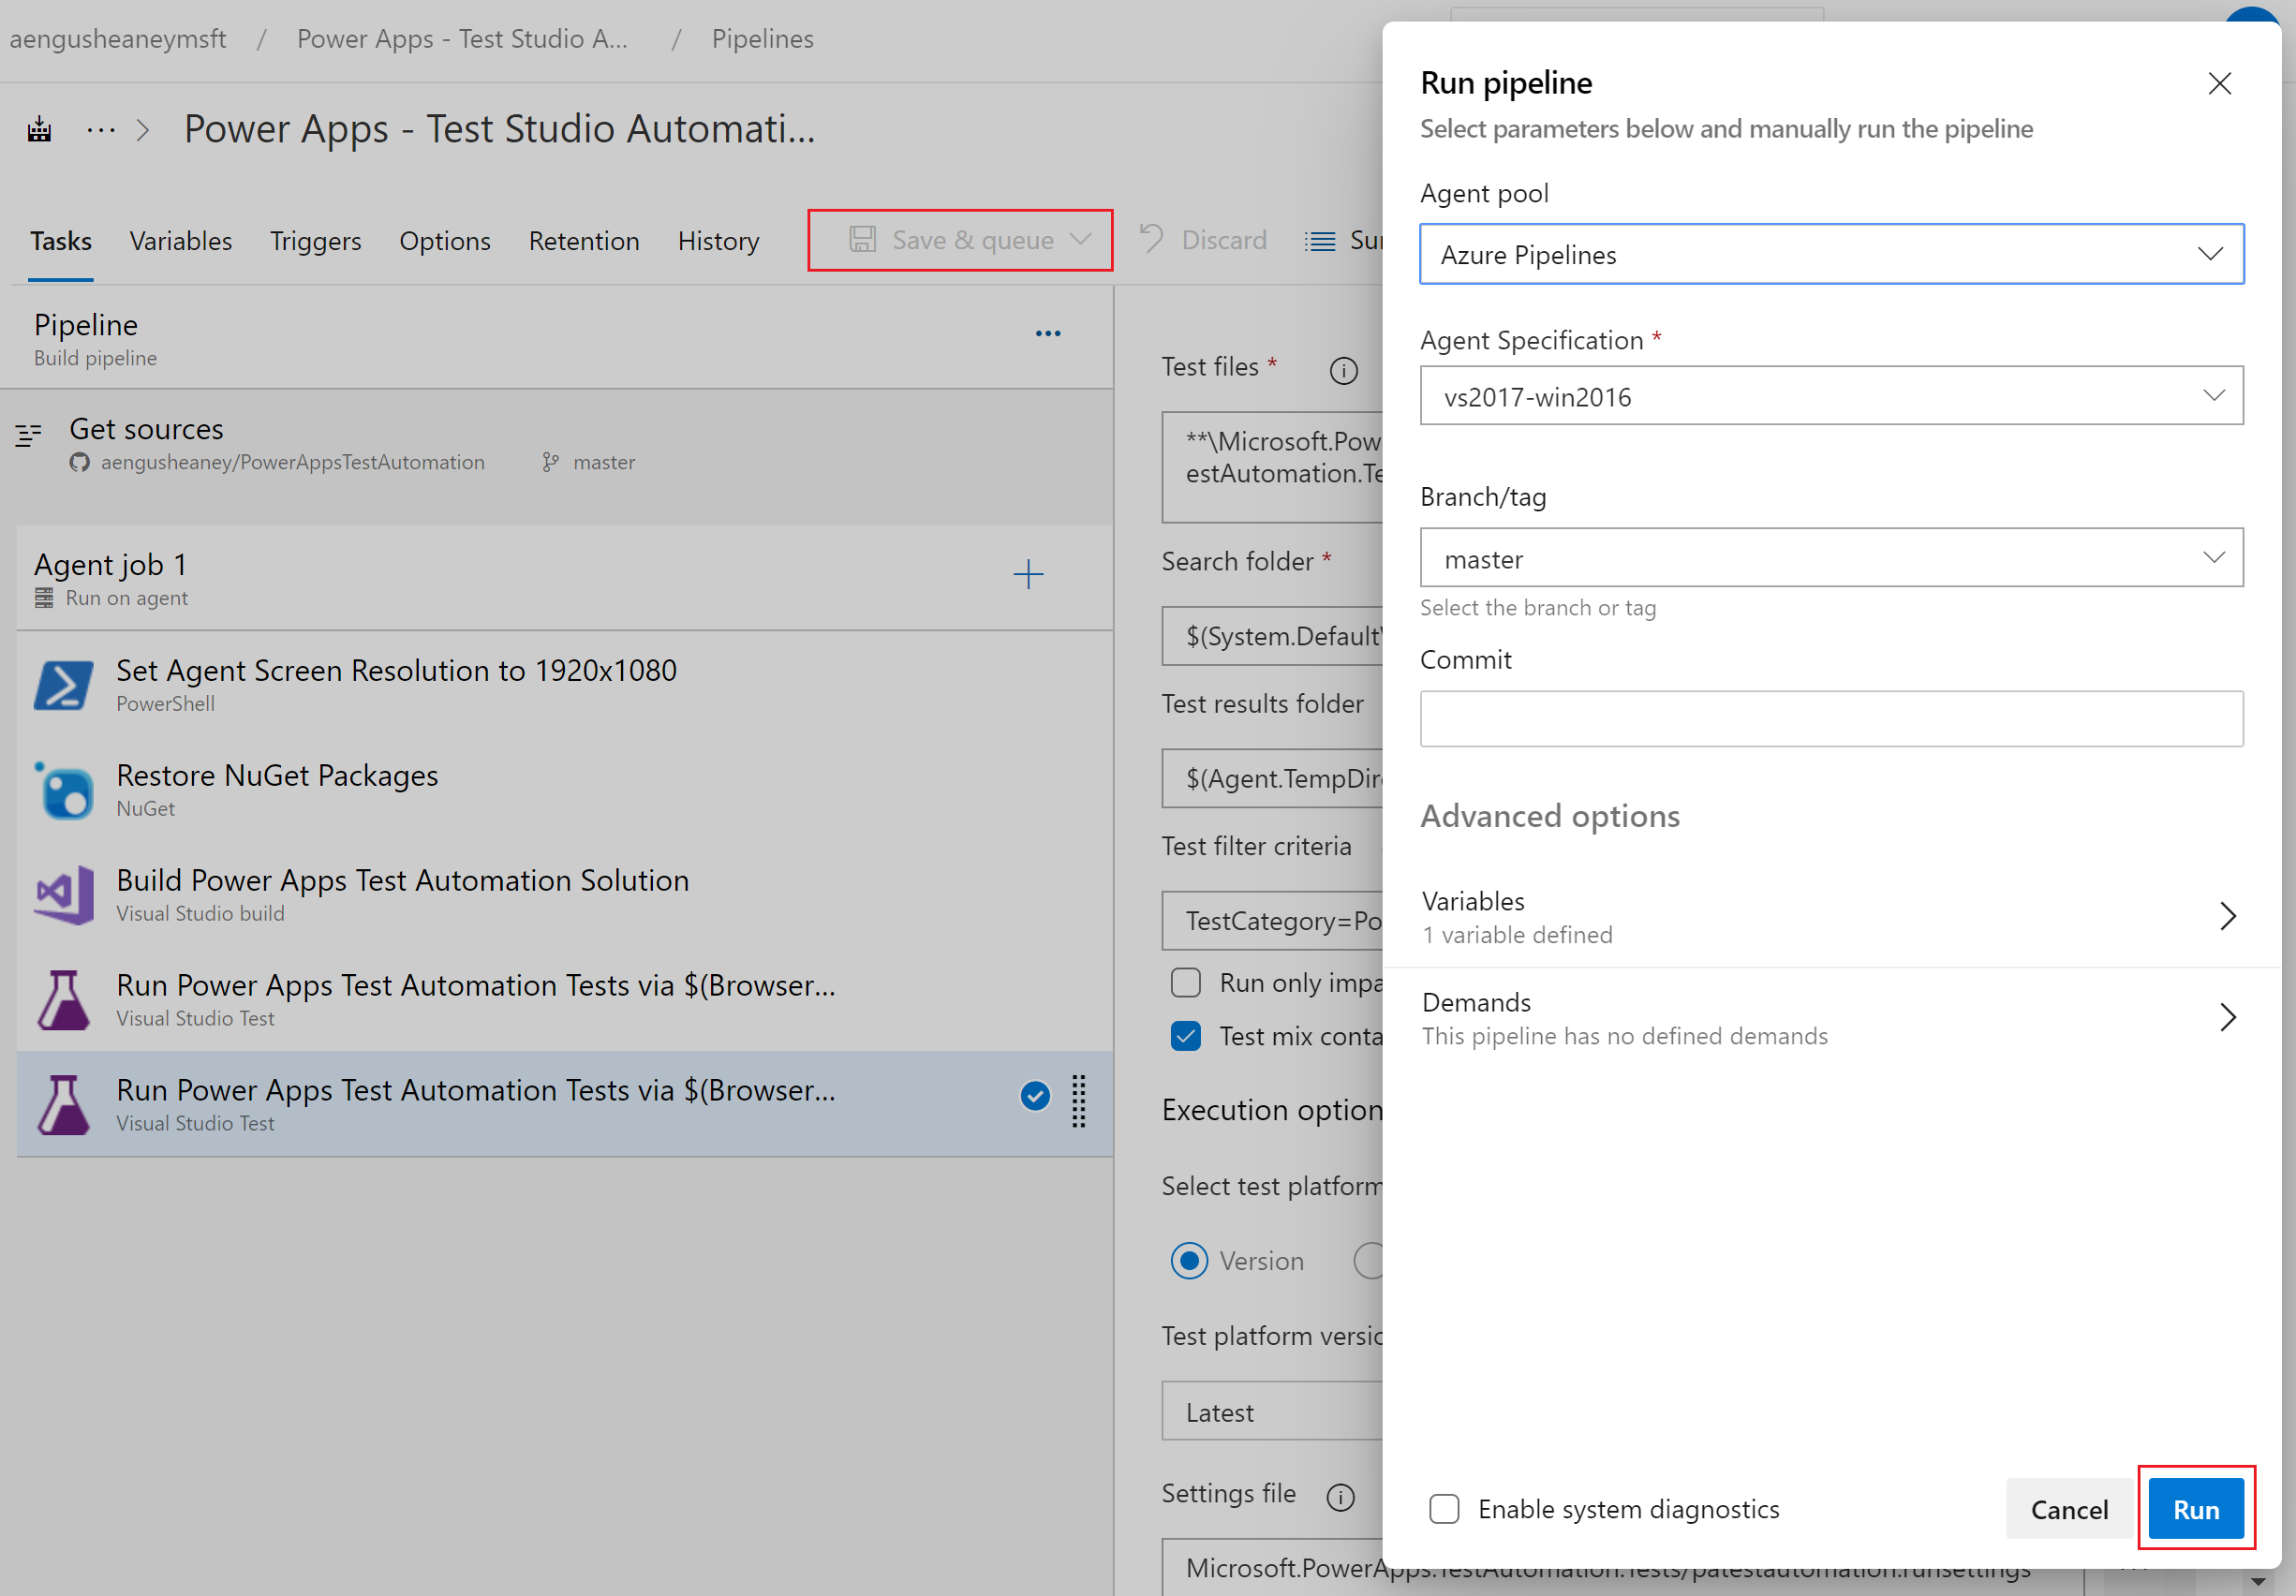 aengusheaneymsft / Power Apps - Test Studio A... / Pipelines
... > Power Apps - Test Studio Automati...
Tasks Variables Triggers Options Retention History Save & queue Discard Sur
Pipeline
Build pipeline
Get sources
aengusheaney/PowerAppsTestAutomation master
Agent job 1
Run on agent
Set Agent Screen Resolution to 1920x1080
PowerShell
Restore NuGet Packages
NuGet
Build Power Apps Test Automation Solution
Visual Studio build
Run Power Apps Test Automation Tests via $(Browser...
Visual Studio Test
Run Power Apps Test Automation Tests via $(Browser...
Visual Studio Test
Test files *
**\Microsoft.Pow
estAutomation.Te
Search folder *
$(System.Default
Test results folder
$(Agent.TempDir
Test filter criteria
TestCategory=Po
Run only impa
Test mix conta
Execution option
Select test platform
Version
Test platform versio
Latest
Settings file
Microsoft.PowerApps.TestAutomation.Tests/patestautomation.runsettings
Run pipeline
Select parameters below and manually run the pipeline
Agent pool
Azure Pipelines
Agent Specification *
vs2017-win2016
Branch/tag
master
Select the branch or tag
Commit
Advanced options
Variables
1 variable defined
Demands
This pipeline has no defined demands
Enable system diagnostics
Cancel
Run